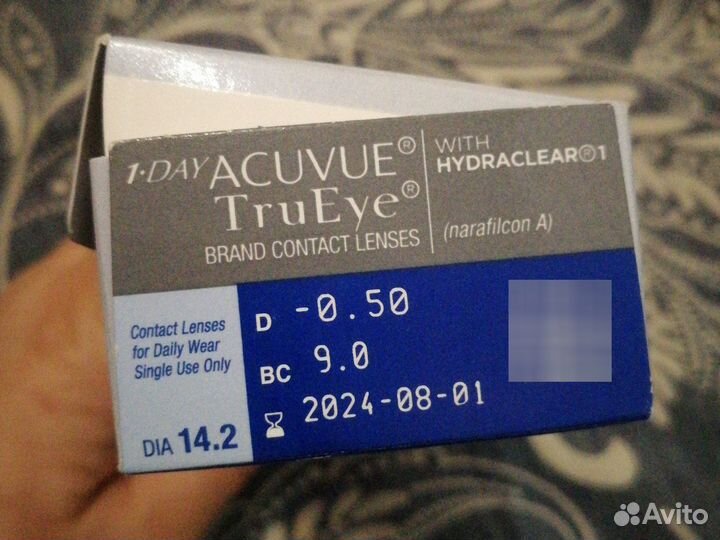 1·DAY ACUVUE®
TruEye®
BRAND CONTACT LENSES
WITH
HYDRACLEAR®1
(narafilcon A)
Contact Lenses
for Daily Wear
Single Use Only
DIA 14.2
D -0.50
BC 9.0
2024-08-01
Avito